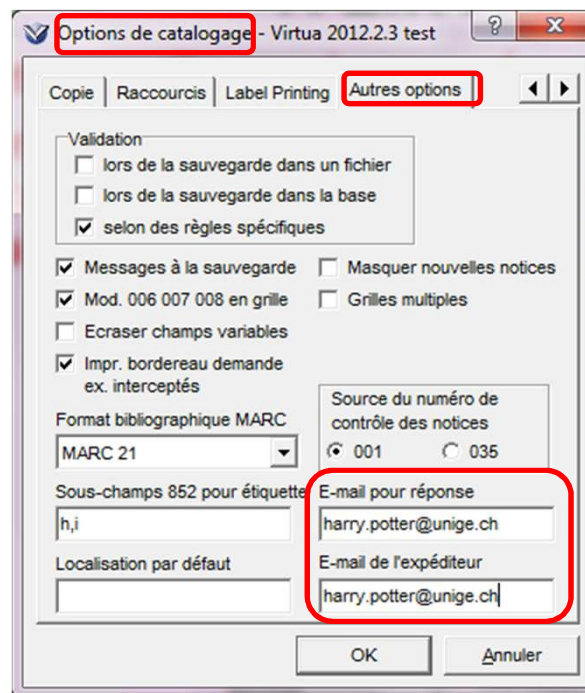 Options de catalogage - Virtua 2012.2.3 test
Copie Raccourcis Label Printing Autres options
Validation
lors de la sauvegarde dans un fichier
lors de la sauvegarde dans la base
selon des règles spécifiques
Messages à la sauvegarde Masquer nouvelles notices
Mod. 006 007 008 en grille Grilles multiples
Ecraser champs variables
Impr. bordereau demande
ex. interceptés
Source du numéro de
contrôle des notices
001 035
Format bibliographique MARC
MARC 21
Sous-champs 852 pour étiquette E-mail pour réponse
h,i harry.potter@unige.ch
Localisation par défaut E-mail de l'expéditeur
harry.potter@unige.ch
OK Annuler